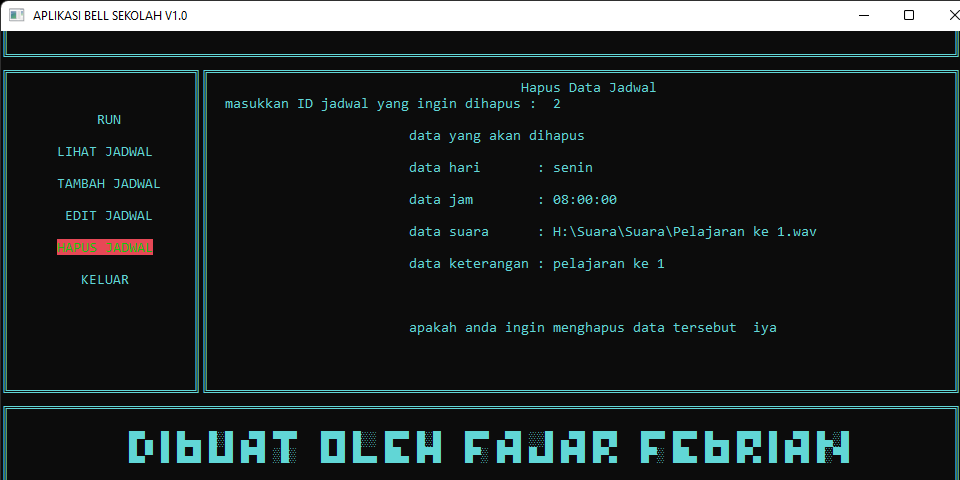 APLIKASI BELL SEKOLAH V1.0
RUN
LIHAT JADWAL
TAMBAH JADWAL
EDIT JADWAL
HAPUS JADWAL
KELUAR
Hapus Data Jadwal
masukkan ID jadwal yang ingin dihapus : 2
data yang akan dihapus
data hari : senin
data jam : 08:00:00
data suara : H:\Suara\Suara\Pelajaran ke 1.wav
data keterangan : pelajaran ke 1
apakah anda ingin menghapus data tersebut iya
DIbUAT OLEH FAJAR FEbRIAN